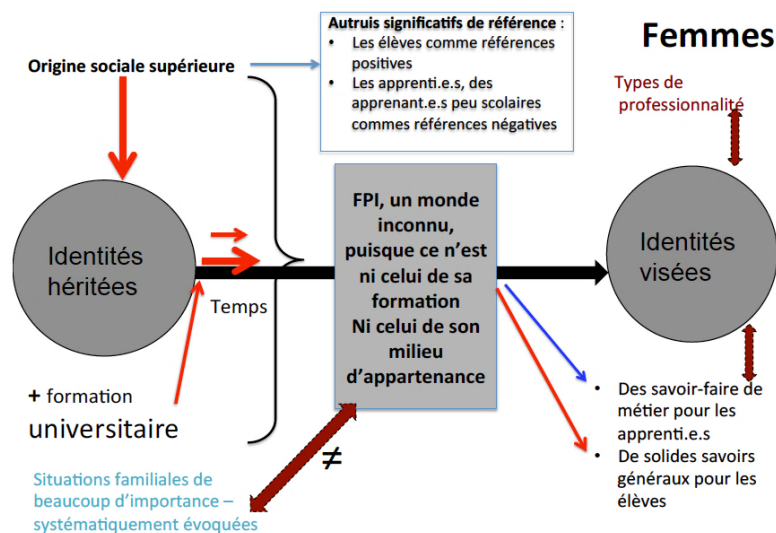 Femmes
Autruis significatifs de référence :
• Les élèves comme références
positives
• Les apprenti.e.s, des
apprenant.e.s peu scolaires
commes références négatives
Origine sociale supérieure
Types de
professionnalité
Identités
héritées
Temps
FPI, un monde
inconnu,
puisque ce n’est
ni celui de sa
formation
Ni celui de son
milieu
d’appartenance
Identités
visées
+ formation
universitaire
≠
Situations familiales de
beaucoup d’importance –
systématiquement évoquées
• Des savoir-faire de
métier pour les
apprenti.e.s
• De solides savoirs
généraux pour les
élèves